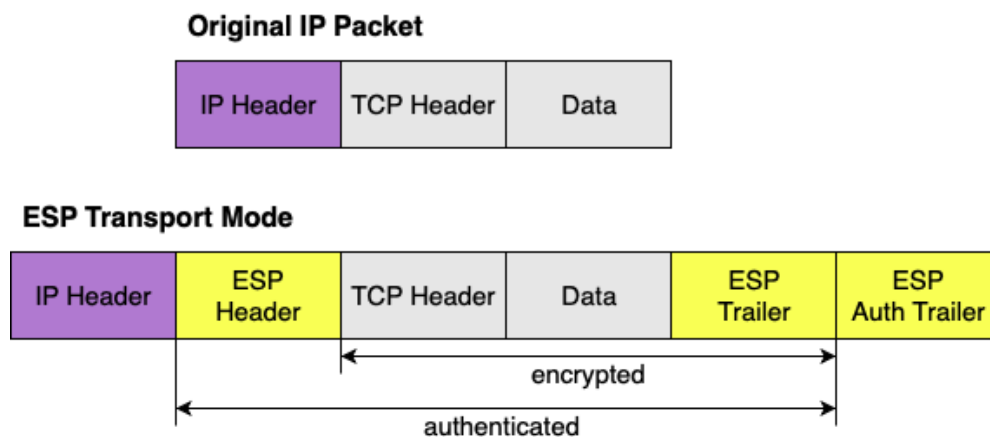 Original IP Packet
IP Header
TCP Header
Data
ESP Transport Mode
IP Header
ESP
Header
TCP Header
Data
ESP
Trailer
ESP
Auth Trailer
encrypted
authenticated